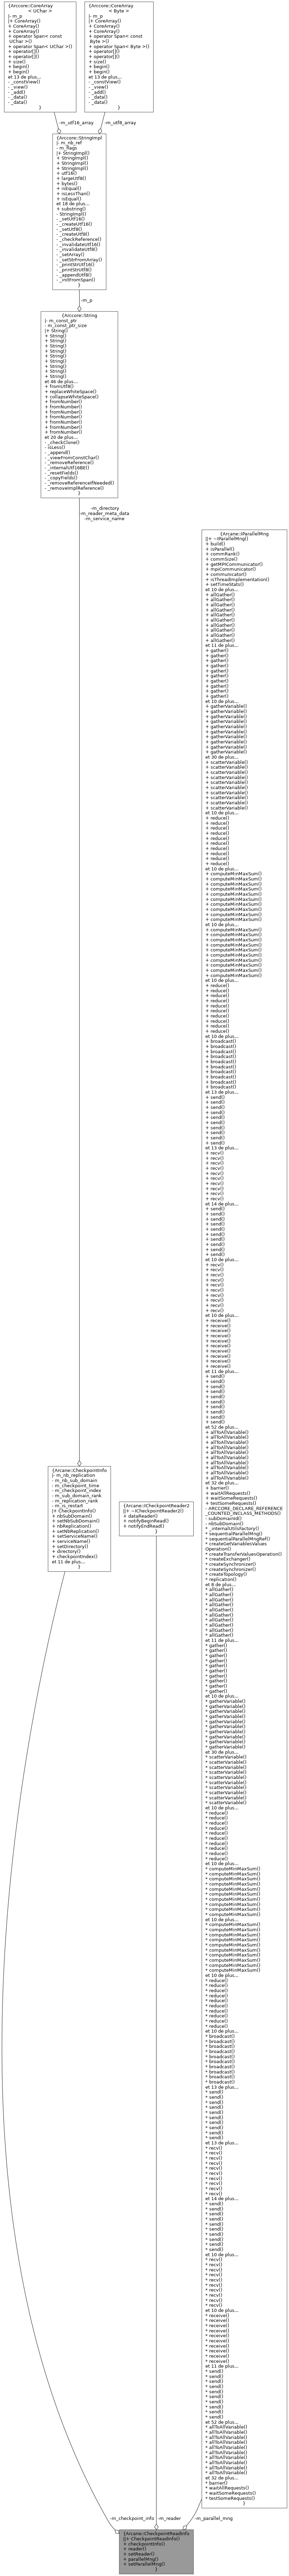 {Arccore::CoreArray
< UChar >
|- m_p
|+ CoreArray()
+ CoreArray()
+ CoreArray()
+ operator Span< const
UChar >()
+ operator Span< UChar >()
+ operator[]()
+ operator[]()
+ size()
+ begin()
+ begin()
et 13 de plus...
- _constView()
- _view()
- _add()
- _data()
- _data()
}
{Arccore::CoreArray
< Byte >
|- m_p
|+ CoreArray()
+ CoreArray()
+ CoreArray()
+ operator Span< const
Byte >()
+ operator Span< Byte >()
+ operator[]()
+ operator[]()
+ size()
+ begin()
+ begin()
et 13 de plus...
- _constView()
- _view()
- _add()
- _data()
- _data()
}
-m_utf16_array
-m_utf8_array
{Arccore::StringImpl
|- m_nb_ref
- m_flags
|+ StringImpl()
+ StringImpl()
+ StringImpl()
+ StringImpl()
+ utf16()
+ largeUtf8()
+ bytes()
+ isEqual()
+ isLessThan()
+ isEqual()
et 18 de plus...
+ substring()
- StringImpl()
- _setUtf16()
- _createUtf16()
- _setUtf8()
- _createUtf8()
- _checkReference()
- _invalidateUtf16()
- _invalidateUtf8()
- _setArray()
- _setStrFromArray()
- _printStrUtf16()
- _printStrUtf8()
- _appendUtf8()
- _initFromSpan()
}
-m_p
{Arccore::String
|- m_const_ptr
- m_const_ptr_size
|+ String()
+ String()
+ String()
+ String()
+ String()
+ String()
+ String()
+ String()
+ String()
+ String()
et 46 de plus...
+ fromUtf8()
+ replaceWhiteSpace()
+ collapseWhiteSpace()
+ fromNumber()
+ fromNumber()
+ fromNumber()
+ fromNumber()
+ fromNumber()
+ fromNumber()
+ fromNumber()
et 20 de plus...
- _checkClone()
- isLess()
- _append()
- _viewFromConstChar()
- _removeReference()
- _internalUtf16BE()
- _resetFields()
- _copyFields()
- _removeReferenceIfNeeded()
- _removeImplReference()
}
-m_directory
-m_reader_meta_data
-m_service_name
{Arcane::CheckpointInfo
|- m_nb_replication
- m_nb_sub_domain
- m_checkpoint_time
- m_checkpoint_index
- m_sub_domain_rank
- m_replication_rank
- m_is_restart
|+ CheckpointInfo()
+ nbSubDomain()
+ setNbSubDomain()
+ nbReplication()
+ setNbReplication()
+ setServiceName()
+ serviceName()
+ setDirectory()
+ directory()
+ checkpointIndex()
et 11 de plus...
}
{Arcane::ICheckpointReader2
||+ ~ICheckpointReader2()
+ dataReader()
+ notifyBeginRead()
+ notifyEndRead()
}
{Arcane::IParallelMng
||+ ~IParallelMng()
+ build()
+ isParallel()
+ commRank()
+ commSize()
+ getMPICommunicator()
+ mpiCommunicator()
+ communicator()
+ isThreadImplementation()
+ setTimeStats()
et 10 de plus...
+ allGather()
+ allGather()
+ allGather()
+ allGather()
+ allGather()
+ allGather()
+ allGather()
+ allGather()
+ allGather()
+ allGather()
et 11 de plus...
+ gather()
+ gather()
+ gather()
+ gather()
+ gather()
+ gather()
+ gather()
+ gather()
+ gather()
+ gather()
et 10 de plus...
+ gatherVariable()
+ gatherVariable()
+ gatherVariable()
+ gatherVariable()
+ gatherVariable()
+ gatherVariable()
+ gatherVariable()
+ gatherVariable()
+ gatherVariable()
+ gatherVariable()
et 30 de plus...
+ scatterVariable()
+ scatterVariable()
+ scatterVariable()
+ scatterVariable()
+ scatterVariable()
+ scatterVariable()
+ scatterVariable()
+ scatterVariable()
+ scatterVariable()
+ scatterVariable()
et 10 de plus...
+ reduce()
+ reduce()
+ reduce()
+ reduce()
+ reduce()
+ reduce()
+ reduce()
+ reduce()
+ reduce()
+ reduce()
et 10 de plus...
+ computeMinMaxSum()
+ computeMinMaxSum()
+ computeMinMaxSum()
+ computeMinMaxSum()
+ computeMinMaxSum()
+ computeMinMaxSum()
+ computeMinMaxSum()
+ computeMinMaxSum()
+ computeMinMaxSum()
+ computeMinMaxSum()
et 10 de plus...
+ computeMinMaxSum()
+ computeMinMaxSum()
+ computeMinMaxSum()
+ computeMinMaxSum()
+ computeMinMaxSum()
+ computeMinMaxSum()
+ computeMinMaxSum()
+ computeMinMaxSum()
+ computeMinMaxSum()
+ computeMinMaxSum()
et 10 de plus...
+ reduce()
+ reduce()
+ reduce()
+ reduce()
+ reduce()
+ reduce()
+ reduce()
+ reduce()
+ reduce()
+ reduce()
et 10 de plus...
+ broadcast()
+ broadcast()
+ broadcast()
+ broadcast()
+ broadcast()
+ broadcast()
+ broadcast()
+ broadcast()
+ broadcast()
+ broadcast()
et 13 de plus...
+ send()
+ send()
+ send()
+ send()
+ send()
+ send()
+ send()
+ send()
+ send()
+ send()
et 13 de plus...
+ recv()
+ recv()
+ recv()
+ recv()
+ recv()
+ recv()
+ recv()
+ recv()
+ recv()
+ recv()
et 14 de plus...
+ send()
+ send()
+ send()
+ send()
+ send()
+ send()
+ send()
+ send()
+ send()
+ send()
et 10 de plus...
+ recv()
+ recv()
+ recv()
+ recv()
+ recv()
+ recv()
+ recv()
+ recv()
+ recv()
+ recv()
et 10 de plus...
+ receive()
+ receive()
+ receive()
+ receive()
+ receive()
+ receive()
+ receive()
+ receive()
+ receive()
+ receive()
et 11 de plus...
+ send()
+ send()
+ send()
+ send()
+ send()
+ send()
+ send()
+ send()
+ send()
+ send()
et 52 de plus...
+ allToAllVariable()
+ allToAllVariable()
+ allToAllVariable()
+ allToAllVariable()
+ allToAllVariable()
+ allToAllVariable()
+ allToAllVariable()
+ allToAllVariable()
+ allToAllVariable()
+ allToAllVariable()
et 32 de plus...
+ barrier()
+ waitAllRequests()
+ waitSomeRequests()
+ testSomeRequests()
- ARCCORE_DECLARE_REFERENCE
_COUNTED_INCLASS_METHODS()
* subDomain()
* nbSubDomain()
* _internalUtilsFactory()
* sequentialParallelMng()
* sequentialParallelMngRef()
* createGetVariablesValues
Operation()
* createTransferValuesOperation()
* createExchanger()
* createSynchronizer()
* createSynchronizer()
* createTopology()
* replication()
et 8 de plus...
* allGather()
* allGather()
* allGather()
* allGather()
* allGather()
* allGather()
* allGather()
* allGather()
* allGather()
* allGather()
et 11 de plus...
* gather()
* gather()
* gather()
* gather()
* gather()
* gather()
* gather()
* gather()
* gather()
* gather()
et 10 de plus...
* gatherVariable()
* gatherVariable()
* gatherVariable()
* gatherVariable()
* gatherVariable()
* gatherVariable()
* gatherVariable()
* gatherVariable()
* gatherVariable()
* gatherVariable()
et 30 de plus...
* scatterVariable()
* scatterVariable()
* scatterVariable()
* scatterVariable()
* scatterVariable()
* scatterVariable()
* scatterVariable()
* scatterVariable()
* scatterVariable()
* scatterVariable()
et 10 de plus...
* reduce()
* reduce()
* reduce()
* reduce()
* reduce()
* reduce()
* reduce()
* reduce()
* reduce()
* reduce()
et 10 de plus...
* computeMinMaxSum()
* computeMinMaxSum()
* computeMinMaxSum()
* computeMinMaxSum()
* computeMinMaxSum()
* computeMinMaxSum()
* computeMinMaxSum()
* computeMinMaxSum()
* computeMinMaxSum()
* computeMinMaxSum()
et 10 de plus...
* computeMinMaxSum()
* computeMinMaxSum()
* computeMinMaxSum()
* computeMinMaxSum()
* computeMinMaxSum()
* computeMinMaxSum()
* computeMinMaxSum()
* computeMinMaxSum()
* computeMinMaxSum()
* computeMinMaxSum()
et 10 de plus...
* reduce()
* reduce()
* reduce()
* reduce()
* reduce()
* reduce()
* reduce()
* reduce()
* reduce()
* reduce()
et 10 de plus...
* broadcast()
* broadcast()
* broadcast()
* broadcast()
* broadcast()
* broadcast()
* broadcast()
* broadcast()
* broadcast()
* broadcast()
et 13 de plus...
* send()
* send()
* send()
* send()
* send()
* send()
* send()
* send()
* send()
* send()
et 13 de plus...
* recv()
* recv()
* recv()
* recv()
* recv()
* recv()
* recv()
* recv()
* recv()
* recv()
et 14 de plus...
* send()
* send()
* send()
* send()
* send()
* send()
* send()
* send()
* send()
* send()
et 10 de plus...
* recv()
* recv()
* recv()
* recv()
* recv()
* recv()
* recv()
* recv()
* recv()
* recv()
et 10 de plus...
* receive()
* receive()
* receive()
* receive()
* receive()
* receive()
* receive()
* receive()
* receive()
* receive()
et 11 de plus...
* send()
* send()
* send()
* send()
* send()
* send()
* send()
* send()
* send()
* send()
et 52 de plus...
* allToAllVariable()
* allToAllVariable()
* allToAllVariable()
* allToAllVariable()
* allToAllVariable()
* allToAllVariable()
* allToAllVariable()
* allToAllVariable()
* allToAllVariable()
* allToAllVariable()
et 32 de plus...
* barrier()
* waitAllRequests()
* waitSomeRequests()
* testSomeRequests()
}
-m_checkpoint_info
-m_reader
-m_parallel_mng
{Arcane::CheckpointReadInfo
||+ CheckpointReadInfo()
+ checkpointInfo()
+ reader()
+ setReader()
+ parallelMng()
+ setParallelMng()
}